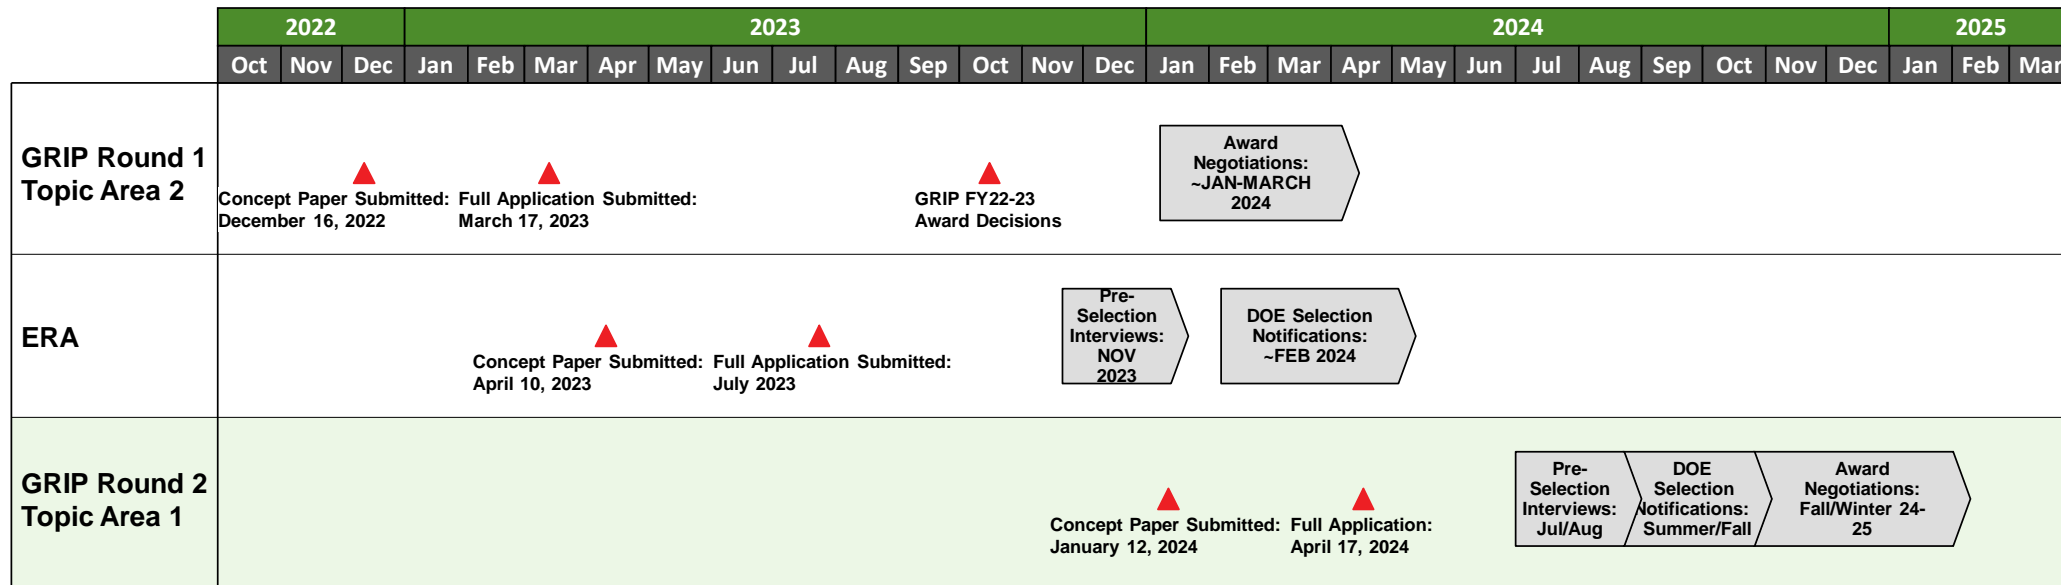 2022 2023 2024 2025
Oct Nov Dec Jan Feb Mar Apr May Jun Jul Aug Sep Oct Nov Dec Jan Feb Mar Apr May Jun Jul Aug Sep Oct Nov Dec Jan Feb Mar
GRIP Round 1
Topic Area 2
Concept Paper Submitted:
December 16, 2022
Full Application Submitted:
March 17, 2023
GRIP FY22-23
Award Decisions
Award
Negotiations:
~JAN-MARCH
2024
ERA
Concept Paper Submitted:
April 10, 2023
Full Application Submitted:
July 2023
Pre-
Selection
Interviews:
NOV
2023
DOE Selection
Notifications:
~FEB 2024
GRIP Round 2
Topic Area 1
Concept Paper Submitted:
January 12, 2024
Full Application:
April 17, 2024
Pre-
Selection
Interviews:
Jul/Aug
DOE
Selection
Notifications:
Summer/Fall
Award
Negotiations:
Fall/Winter 24-
25